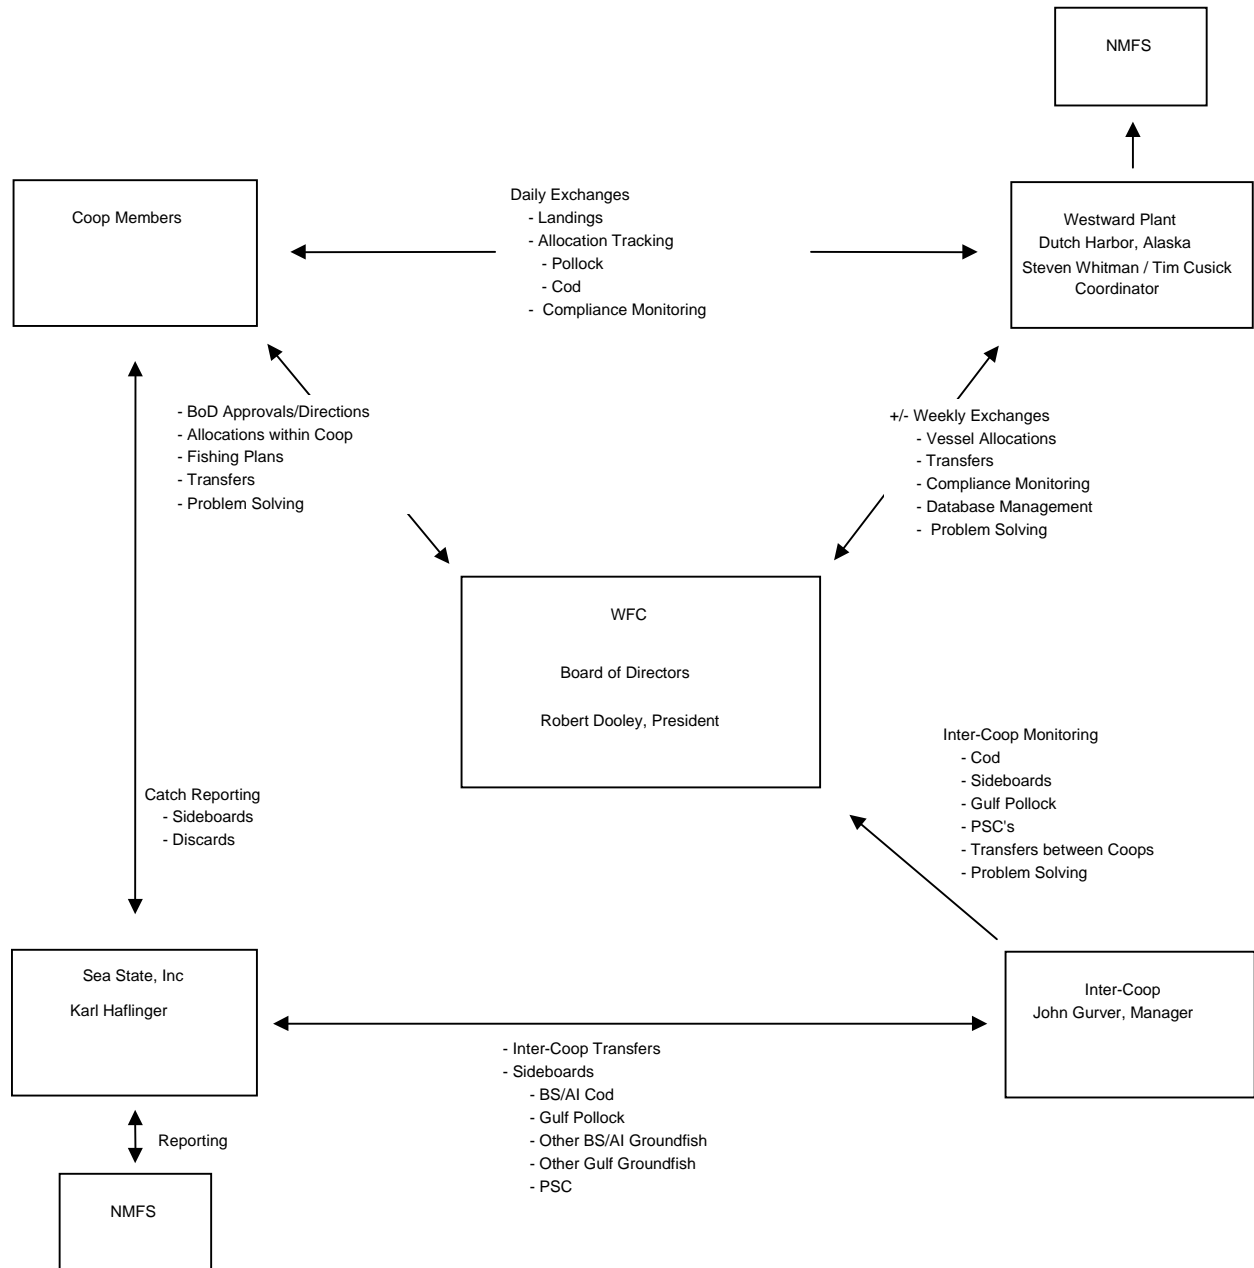 NMFS
Coop Members
Daily Exchanges
- Landings
- Allocation Tracking
- Pollock
- Cod
- Compliance Monitoring
Westward Plant
Dutch Harbor, Alaska
Steven Whitman / Tim Cusick
Coordinator
- BoD Approvals/Directions
- Allocations within Coop
- Fishing Plans
- Transfers
- Problem Solving
+/- Weekly Exchanges
- Vessel Allocations
- Transfers
- Compliance Monitoring
- Database Management
- Problem Solving
WFC
Board of Directors
Robert Dooley, President
Inter-Coop Monitoring
- Cod
- Sideboards
- Gulf Pollock
- PSC's
- Transfers between Coops
- Problem Solving
Catch Reporting
- Sideboards
- Discards
Sea State, Inc
Karl Haflinger
Inter-Coop
John Gurver, Manager
- Inter-Coop Transfers
- Sideboards
- BS/AI Cod
- Gulf Pollock
- Other BS/AI Groundfish
- Other Gulf Groundfish
- PSC
Reporting
NMFS